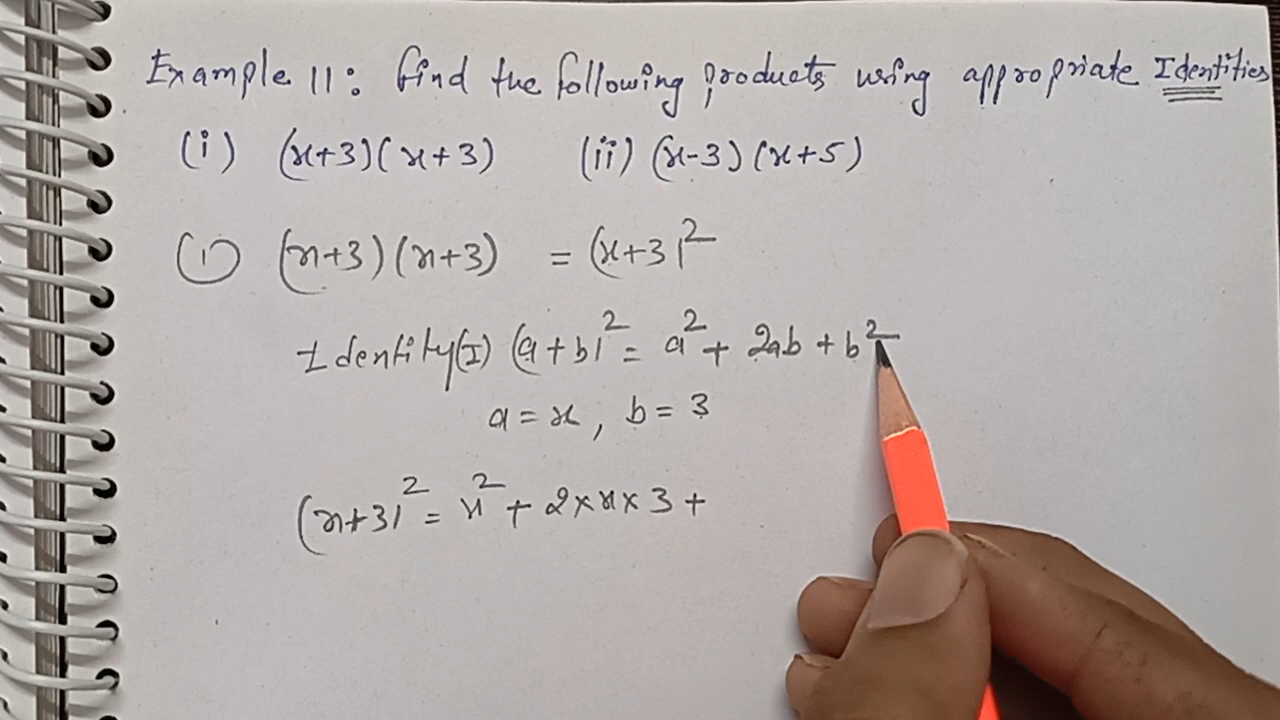 Example 11: find the following products using appropriate Identities
(i) (x+3)(x+3) (ii) (x-3)(x+5)
(1) (x+3)(x+3) = (x+3)²
Identity(I) (a+b)² = a² + 2ab + b²
a = x, b = 3
(x+3)² = x² + 2×x×3 +